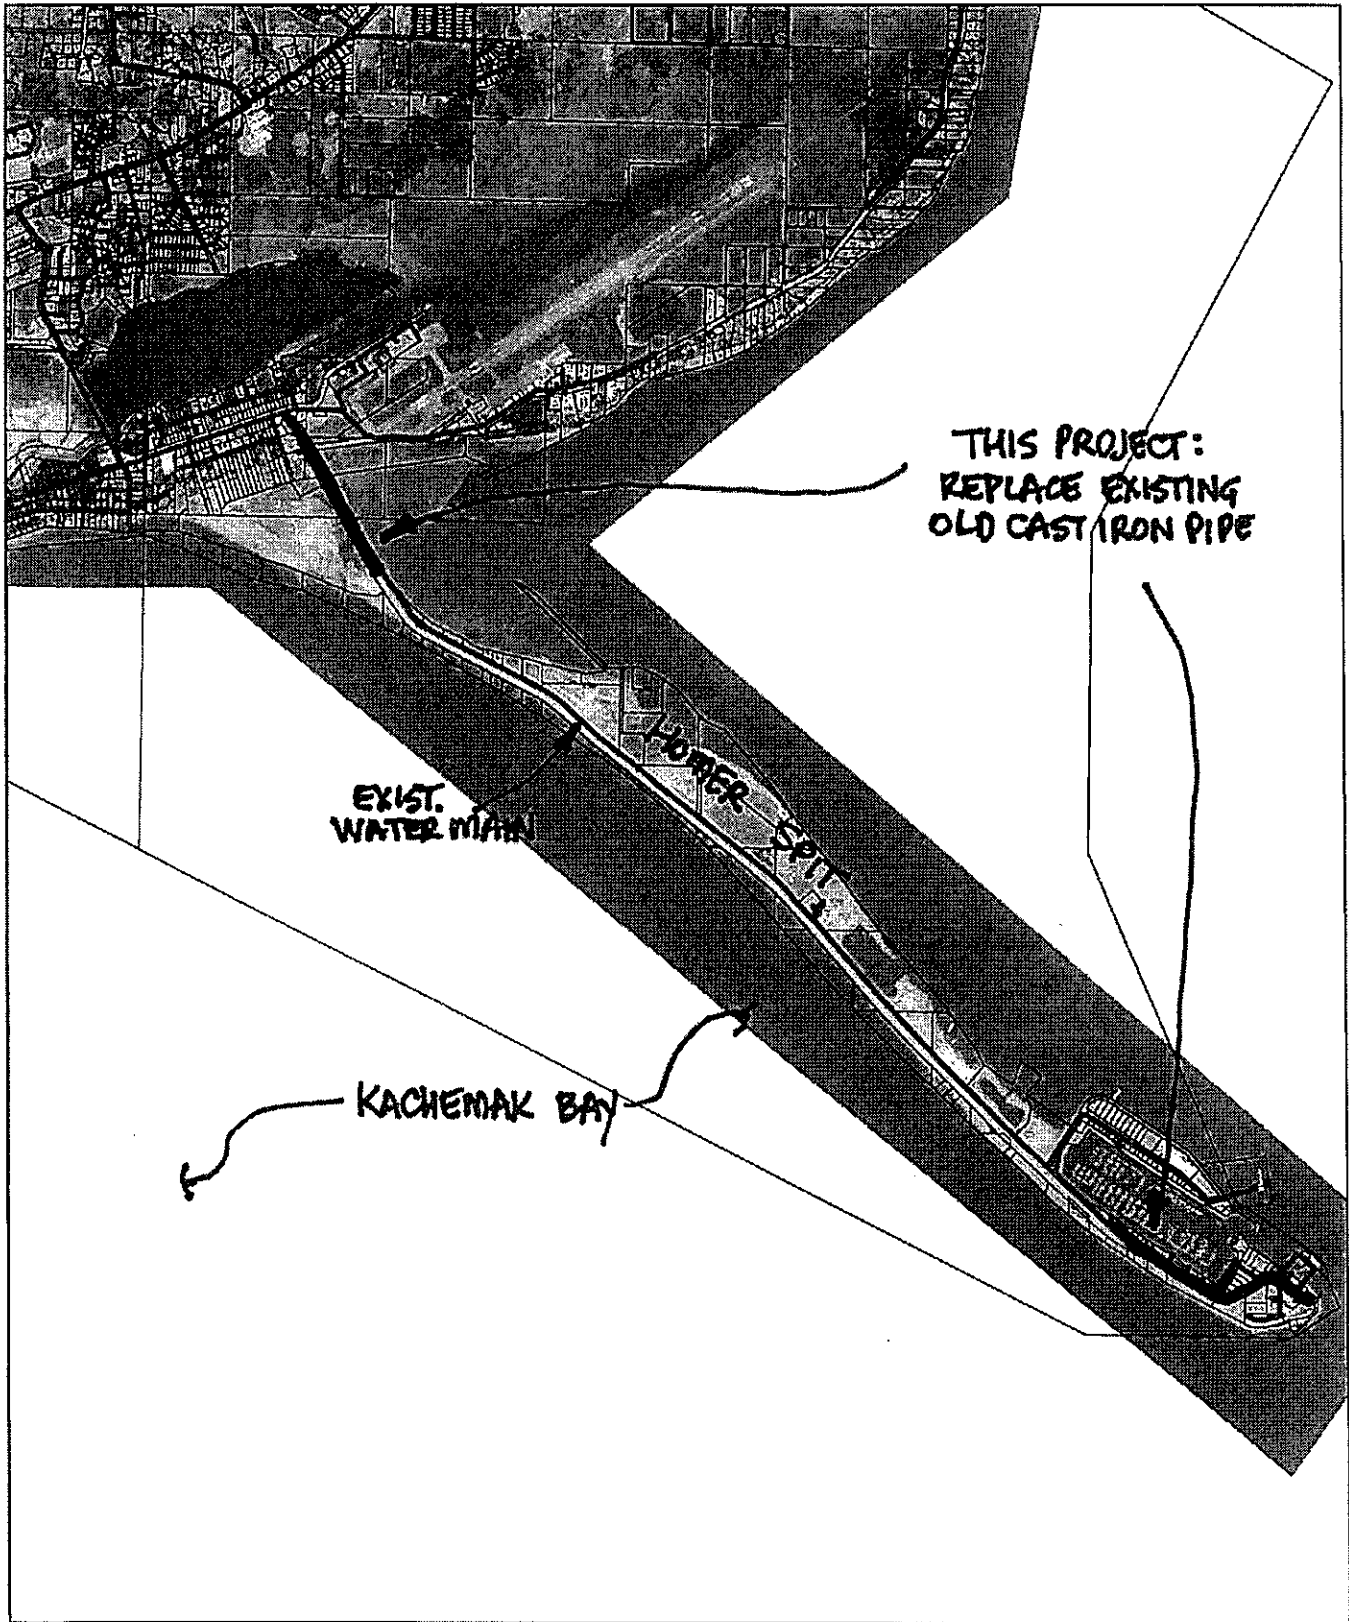 THIS PROJECT:
REPLACE EXISTING
OLD CAST IRON PIPE
HOMER SPIT
EXIST.
WATER MAIN
KACHEMAK BAY